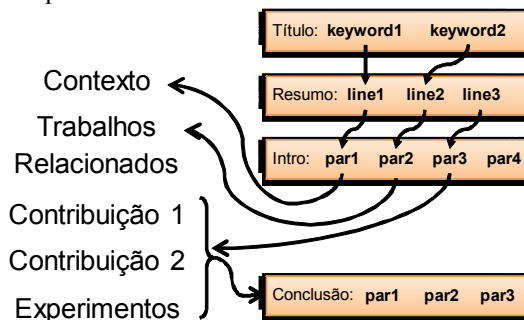 Título: keyword1 keyword2
Resumo: line1 line2 line3
Intro: par1 par2 par3 par4
Contexto
Trabalhos
Relacionados
Contribuição 1
Contribuição 2
Experimentos
Conclusão: par1 par2 par3